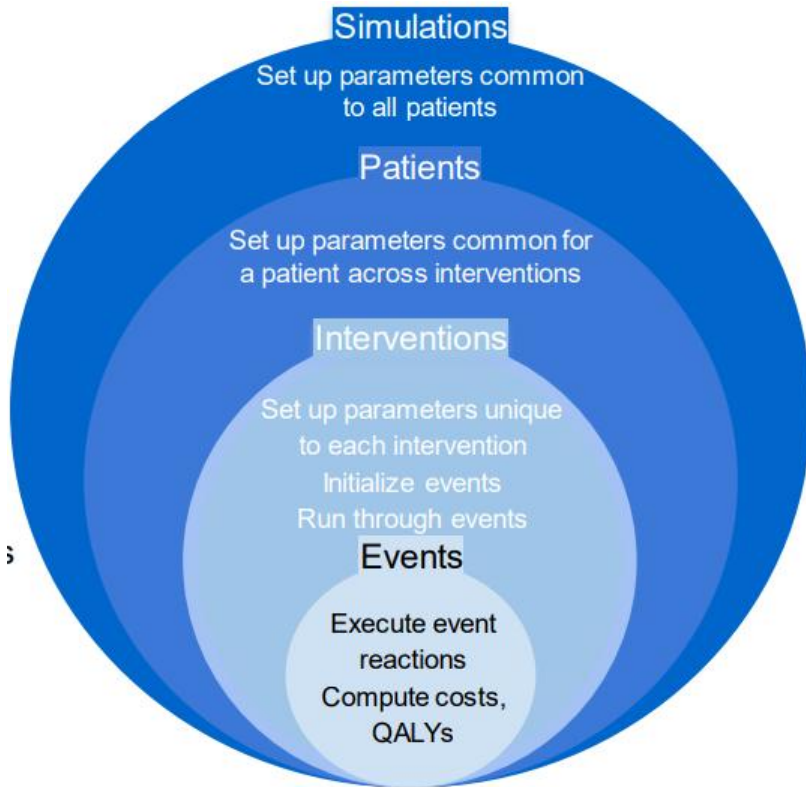 Simulations
Set up parameters common
to all patients
Patients
Set up parameters common for
a patient across interventions
Interventions
Set up parameters unique
to each intervention
Initialize events
Run through events
s
Events
Execute event
reactions
Compute costs,
QALYs